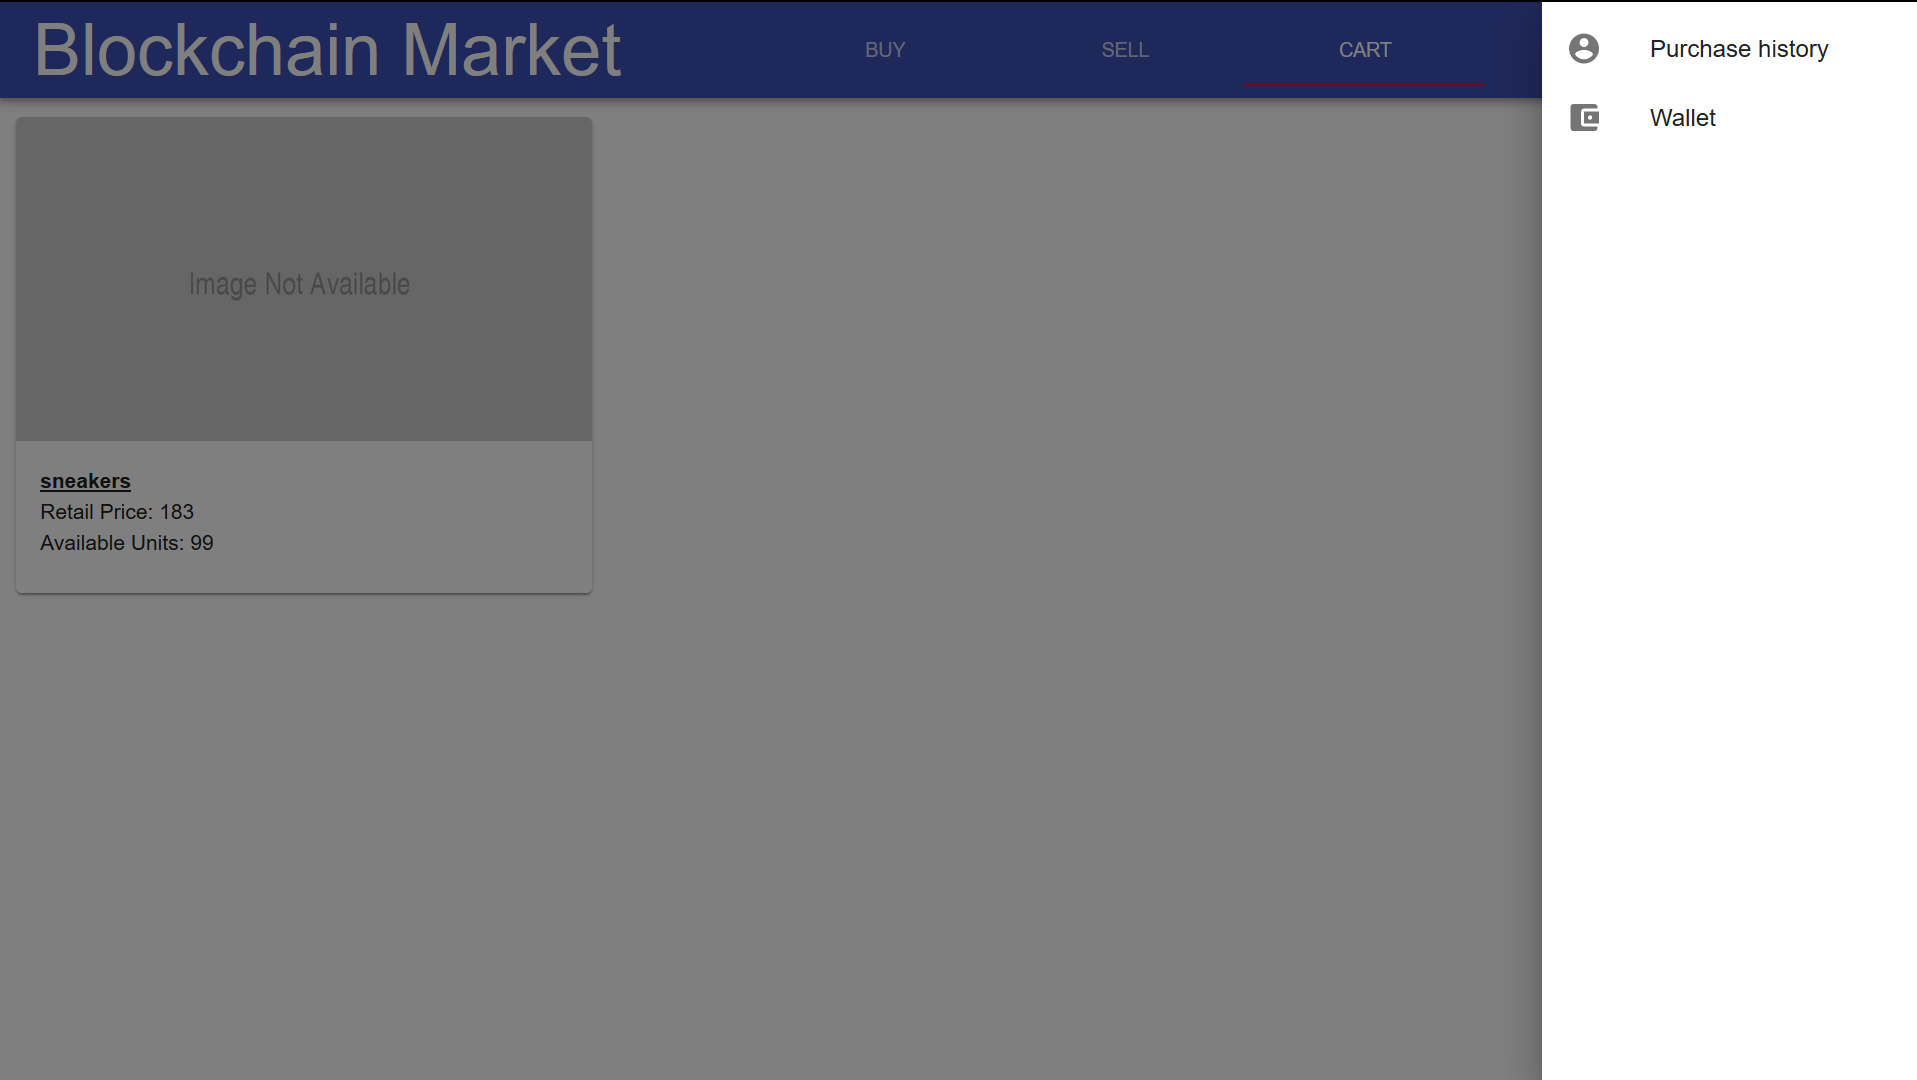 Blockchain Market
BUY
SELL
CART
Purchase history
Wallet
Image Not Available
sneakers
Retail Price: 183
Available Units: 99